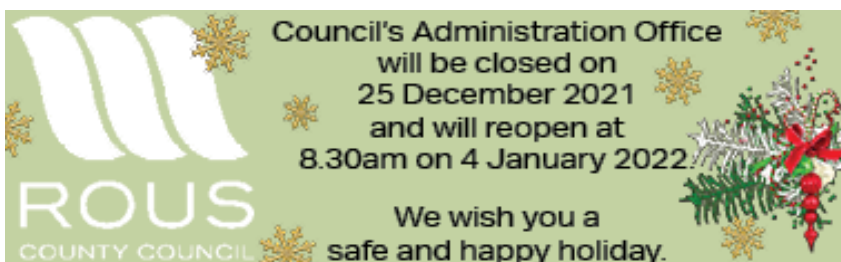 ROUS
COUNTY COUNCIL
Council's Administration Office
will be closed on
25 December 2021
and will reopen at
8.30am on 4 January 2022.
We wish you a
safe and happy holiday.